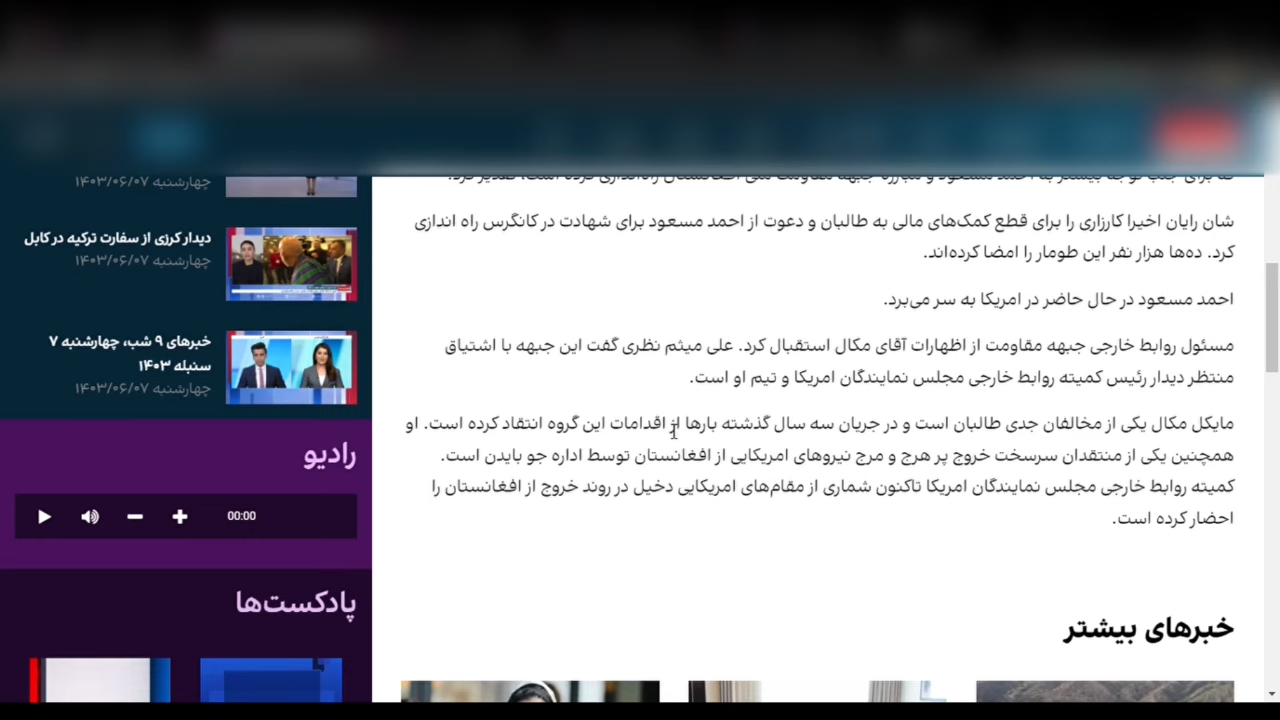 شان رایان اخیرا کارزاری را برای قطع کمک‌های مالی به طالبان و دعوت از احمد مسعود برای شهادت در کانگرس راه اندازی
کرد. ده‌ها هزار نفر این طومار را امضا کرده‌اند.
احمد مسعود در حال حاضر در امریکا به سر می‌برد.
مسئول روابط خارجی جبهه مقاومت از اظهارات آقای مکال استقبال کرد. علی میثم نظری گفت این جبهه با اشتیاق
منتظر دیدار رئیس کمیته روابط خارجی مجلس نمایندگان امریکا و تیم او است.
مایکل مکال یکی از مخالفان جدی طالبان است و در جریان سه سال گذشته بارها از اقدامات این گروه انتقاد کرده است. او
همچنین یکی از منتقدان سرسخت خروج پر هرج و مرج نیروهای امریکایی از افغانستان توسط اداره جو بایدن است.
کمیته روابط خارجی مجلس نمایندگان امریکا تاکنون شماری از مقام‌های امریکایی دخیل در روند خروج از افغانستان را
احضار کرده است.
خبرهای بیشتر
چهارشنبه ۱۴۰۳/۰۶/۰۷
دیدار کرزی از سفارت ترکیه در کابل
چهارشنبه ۱۴۰۳/۰۶/۰۷
خبرهای ۹ شب، چهارشنبه ۷
سنبله ۱۴۰۳
چهارشنبه ۱۴۰۳/۰۶/۰۷
رادیو
00:00
پادکست‌ها